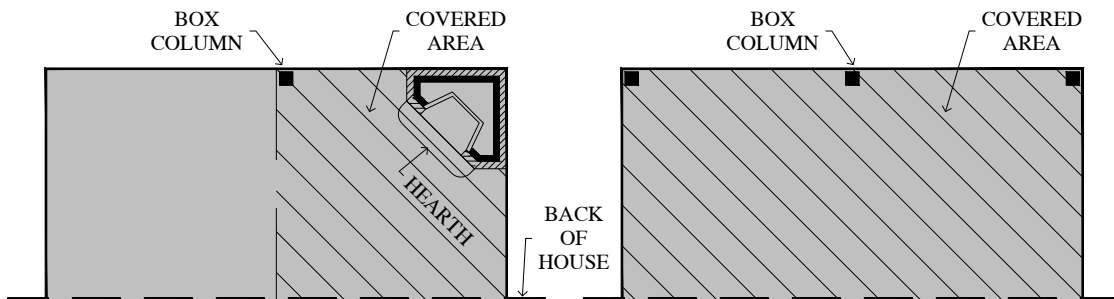 BOX
COLUMN
COVERED
AREA
HEARTH
BACK
OF
HOUSE
BOX
COLUMN
COVERED
AREA